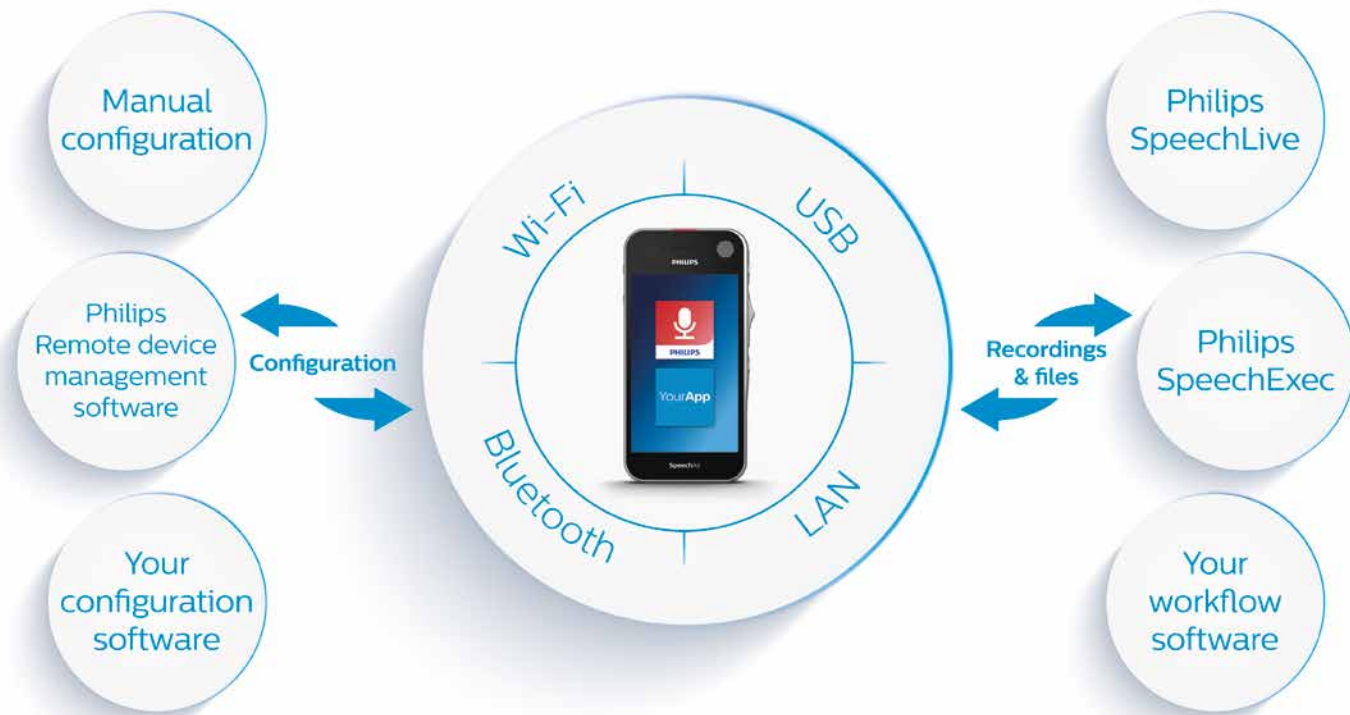 Manual
configuration
Philips
Remote device
management
software
Your
configuration
software
Configuration
Wi-Fi
USB
Bluetooth
LAN
PHILIPS
PHILIPS
YourApp
SpeechAir
Recordings
& files
Philips
SpeechLive
Philips
SpeechExec
Your
workflow
software